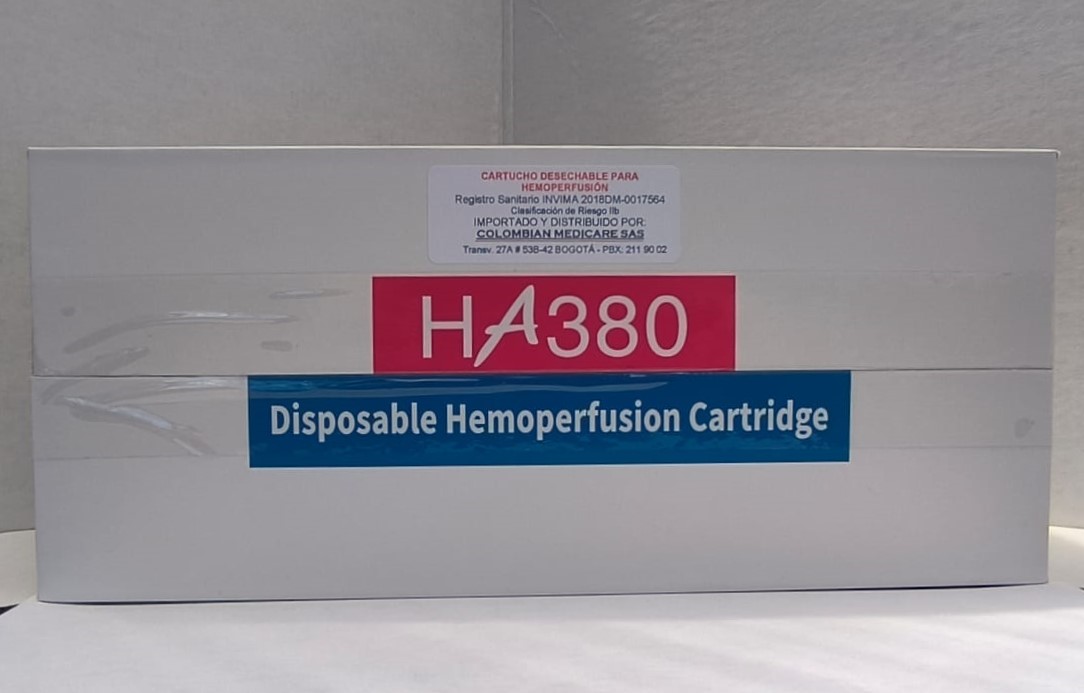 CARTUCHO DESECHABLE PARA
HEMOPERFUSIÓN
Registro Sanitario INVIMA 2018DM-0017564
Clasificación de Riesgo IIb
IMPORTADO Y DISTRIBUIDO POR:
COLOMBIAN MEDICARE SAS
Transv. 27A # 53B-42 BOGOTÁ - PBX: 211 90 02
HA380
Disposable Hemoperfusion Cartridge